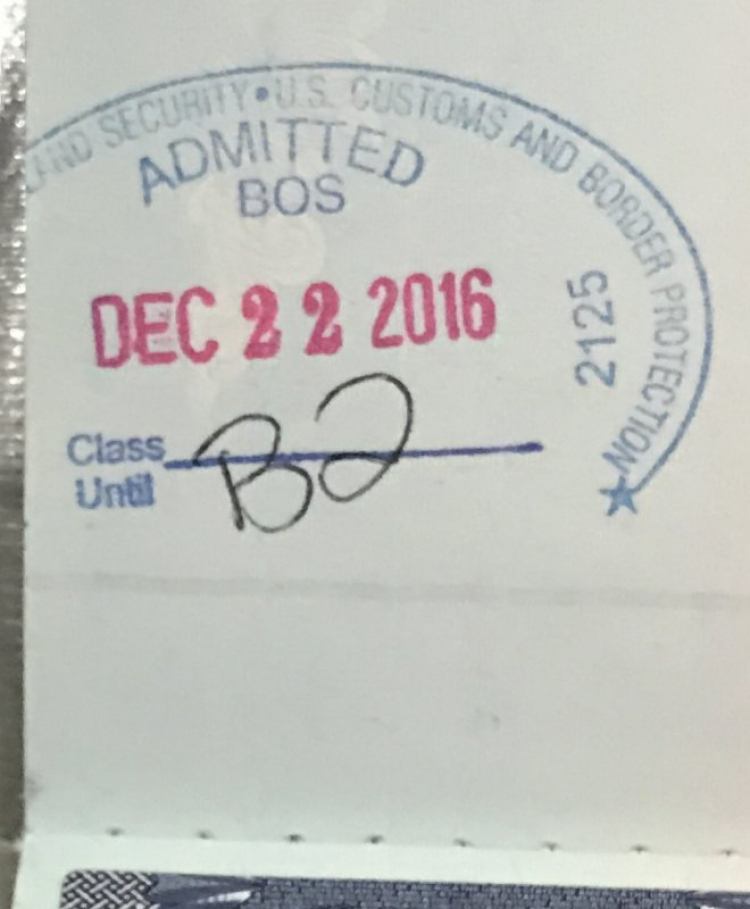 LAND SECURITY • U.S. CUSTOMS AND BORDER PROTECTION
ADMITTED
BOS
DEC 22 2016
2125
Class B2
Until